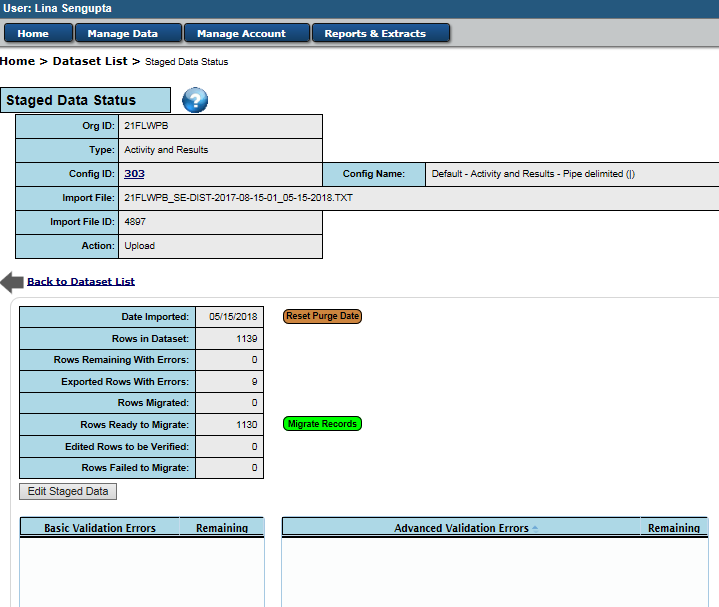 User: Lina Sengupta
Home Manage Data Manage Account Reports & Extracts
Home > Dataset List > Staged Data Status
Staged Data Status ?
Org ID: 21FLWPB
Type: Activity and Results
Config ID: 303 Config Name: Default - Activity and Results - Pipe delimited (|)
Import File: 21FLWPB_SE-DIST-2017-08-15-01_05-15-2018.TXT
Import File ID: 4897
Action: Upload
Back to Dataset List
Date Imported: 05/15/2018 Reset Purge Date
Rows in Dataset: 1139
Rows Remaining With Errors: 0
Exported Rows With Errors: 9
Rows Migrated: 0
Rows Ready to Migrate: 1130 Migrate Records
Edited Rows to be Verified: 0
Rows Failed to Migrate: 0
Edit Staged Data
Basic Validation Errors Remaining Advanced Validation Errors Remaining